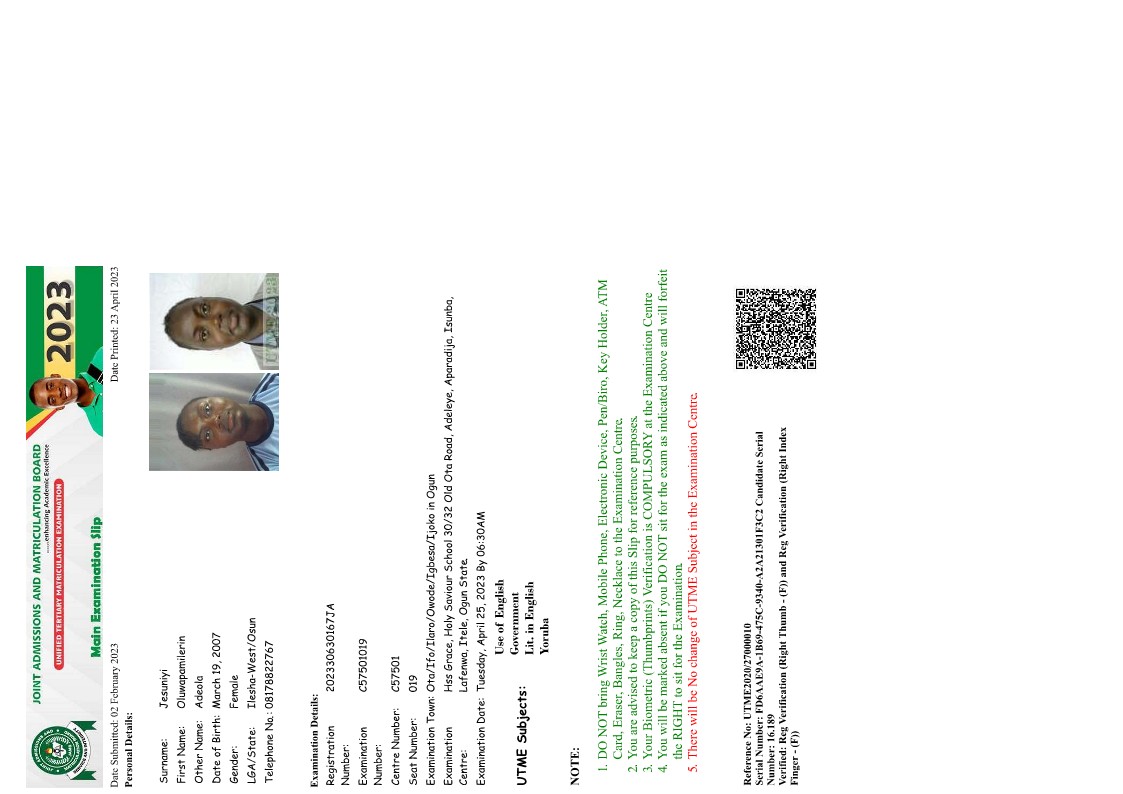 JOINT ADMISSIONS AND MATRICULATION BOARD
......enhancing Academic Excellence
UNIFIED TERTIARY MATRICULATION EXAMINATION
2023
Main Examination Slip
Date Submitted: 02 February 2023 Date Printed: 23 April 2023
Personal Details:
Surname: Jesuniyi
First Name: Oluwapamilerin
Other Name: Adeola
Date of Birth: March 19, 2007
Gender: Female
LGA/State: Ilesha-West/Osun
Telephone No.: 08178822767
UTME 2023
Examination Details:
Registration 202330630167JA
Number:
Examination C57501019
Number:
Centre Number: C57501
Seat Number: 019
Examination Town: Ota/Ifo/Ilaro/Owode/Igbesa/Ijoko in Ogun
Examination Hss Grace, Holy Saviour School 30/32 Old Ota Road, Adeleye, Aparadija, Isunba,
Centre: Lafenwa, Itele, Ogun State.
Examination Date: Tuesday, April 25, 2023 By 06:30AM
Use of English
Government
UTME Subjects:
Lit. in English
Yoruba
NOTE:
1. DO NOT bring Wrist Watch, Mobile Phone, Electronic Device, Pen/Biro, Key Holder, ATM
Card, Eraser, Bangles, Ring, Necklace to the Examination Centre.
2. You are advised to keep a copy of this Slip for reference purposes.
3. Your Biometric (Thumbprints) Verification is COMPULSORY at the Examination Centre
4. You will be marked absent if you DO NOT sit for the exam as indicated above and will forfeit
the RIGHT to sit for the Examination.
5. There will be No change of UTME Subject in the Examination Centre.
Reference No: UTME2020/27000010
Serial Number: FD6AAE9A-1B69-475C-9340-A2A21301F3C2 Candidate Serial
Number: 16.189
Verified: Reg Verification (Right Thumb - (F)) and Reg Verification (Right Index
Finger - (F))